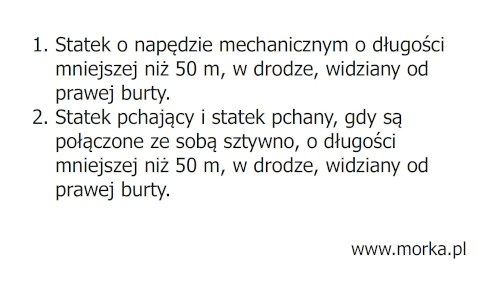 1. Statek o napędzie mechanicznym o długości
mniejszej niż 50 m, w drodze, widziany od
prawej burty.
2. Statek pchający i statek pchany, gdy są
połączone ze sobą sztywno, o długości
mniejszej niż 50 m, w drodze, widziany od
prawej burty.
www.morka.pl